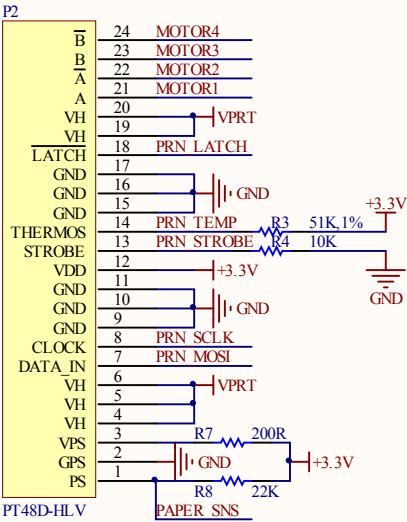 P2
B 24 MOTOR4
B 23 MOTOR3
A 22 MOTOR2
A 21 MOTOR1
VH 20 VPRT
VH 19
LATCH 18 PRN_LATCH
GND 17
GND 16 GND
GND 15
+3.3V
THERMOS 14 PRN_TEMP R3 51K,1%
STROBE 13 PRN_STROBE R4 10K
VDD 12 +3.3V
GND
GND 11
GND 10 GND
GND 9
CLOCK 8 PRN_SCLK
DATA_IN 7 PRN_MOSI
VH 6 VPRT
VH 5
VH 4
VPS 3 R7 200R
GPS 2 GND +3.3V
PS 1 R8 22K
PT48D-HLV PAPER_SNS